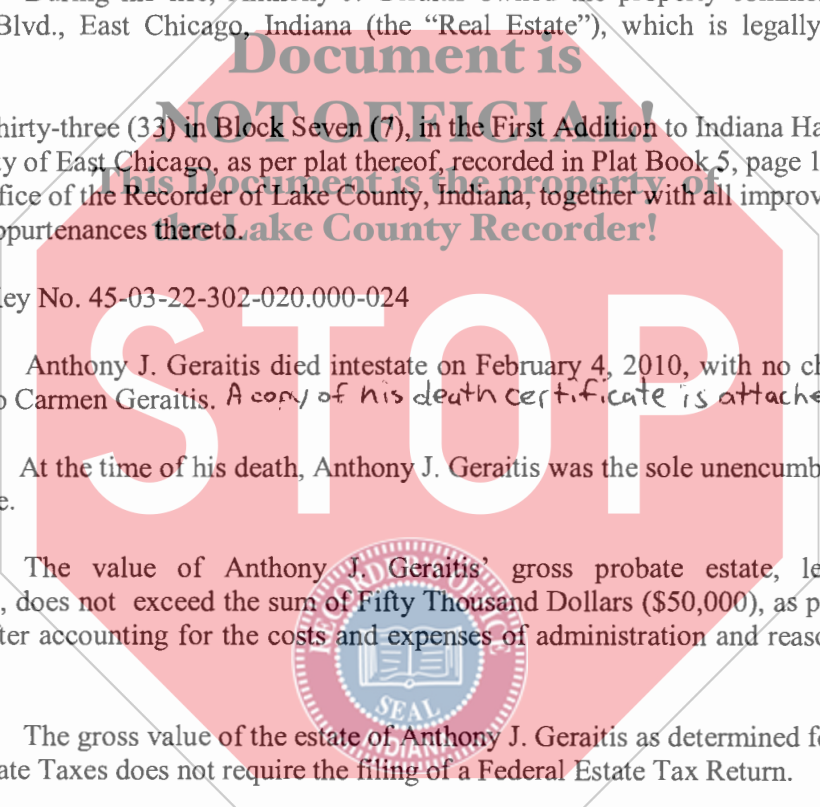 Blvd., East Chicago, Indiana (the “Real Estate”), which is legally
Document is
NOT OFFICIAL!
hirty-three (33) in Block Seven (7), in the First Addition to Indiana Ha
y of East Chicago, as per plat thereof, recorded in Plat Book 5, page 1
This Document is the property of
fice of the Recorder of Lake County, Indiana, together with all improv
the Lake County Recorder!
ppurtenances thereto.
ey No. 45-03-22-302-020.000-024
STOP
Anthony J. Geraitis died intestate on February 4, 2010, with no ch
o Carmen Geraitis. A copy of his death certificate is attache
At the time of his death, Anthony J. Geraitis was the sole unencumb
e.
The value of Anthony J. Geraitis’ gross probate estate, le
, does not exceed the sum of Fifty Thousand Dollars ($50,000), as p
ter accounting for the costs and expenses of administration and reaso
RECORDER'S OFFICE
SEAL
INDIANA
The gross value of the estate of Anthony J. Geraitis as determined fo
ate Taxes does not require the filing of a Federal Estate Tax Return.